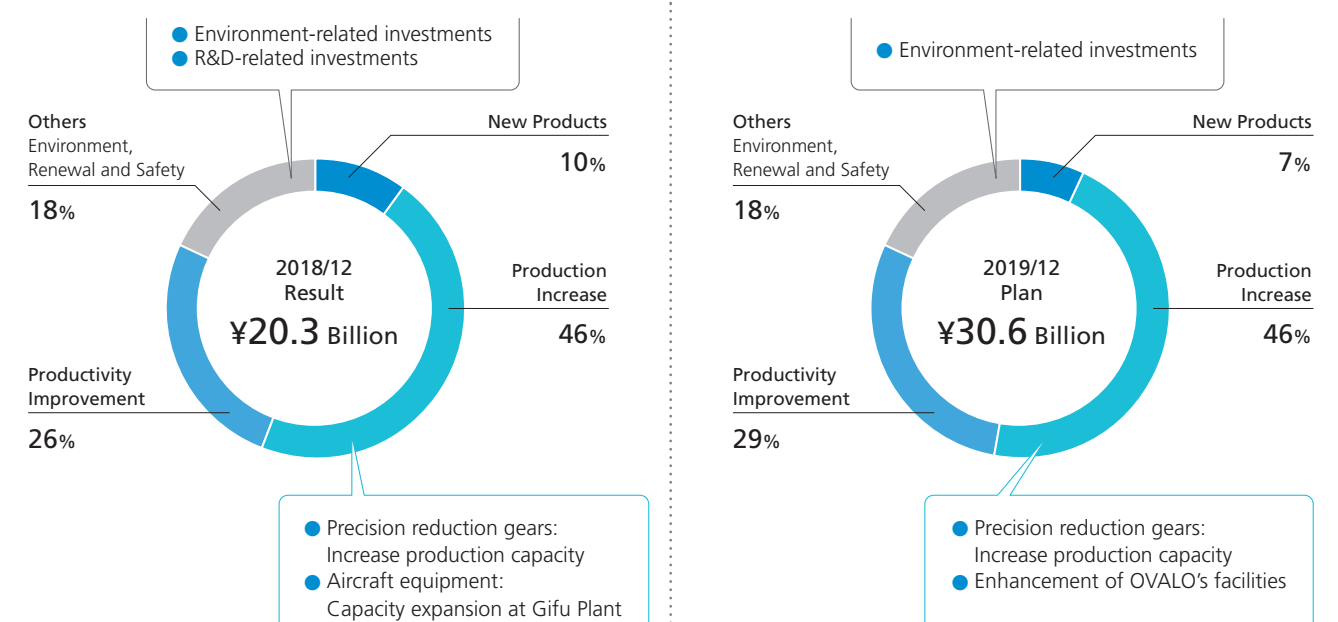 ● Environment-related investments
● R&D-related investments
Others
Environment,
Renewal and Safety
18%
New Products
10%
2018/12
Result
¥20.3 Billion
Production
Increase
46%
Productivity
Improvement
26%
● Precision reduction gears:
Increase production capacity
● Aircraft equipment:
Capacity expansion at Gifu Plant
● Environment-related investments
Others
Environment,
Renewal and Safety
18%
New Products
7%
2019/12
Plan
¥30.6 Billion
Production
Increase
46%
Productivity
Improvement
29%
● Precision reduction gears:
Increase production capacity
● Enhancement of OVALO’s facilities